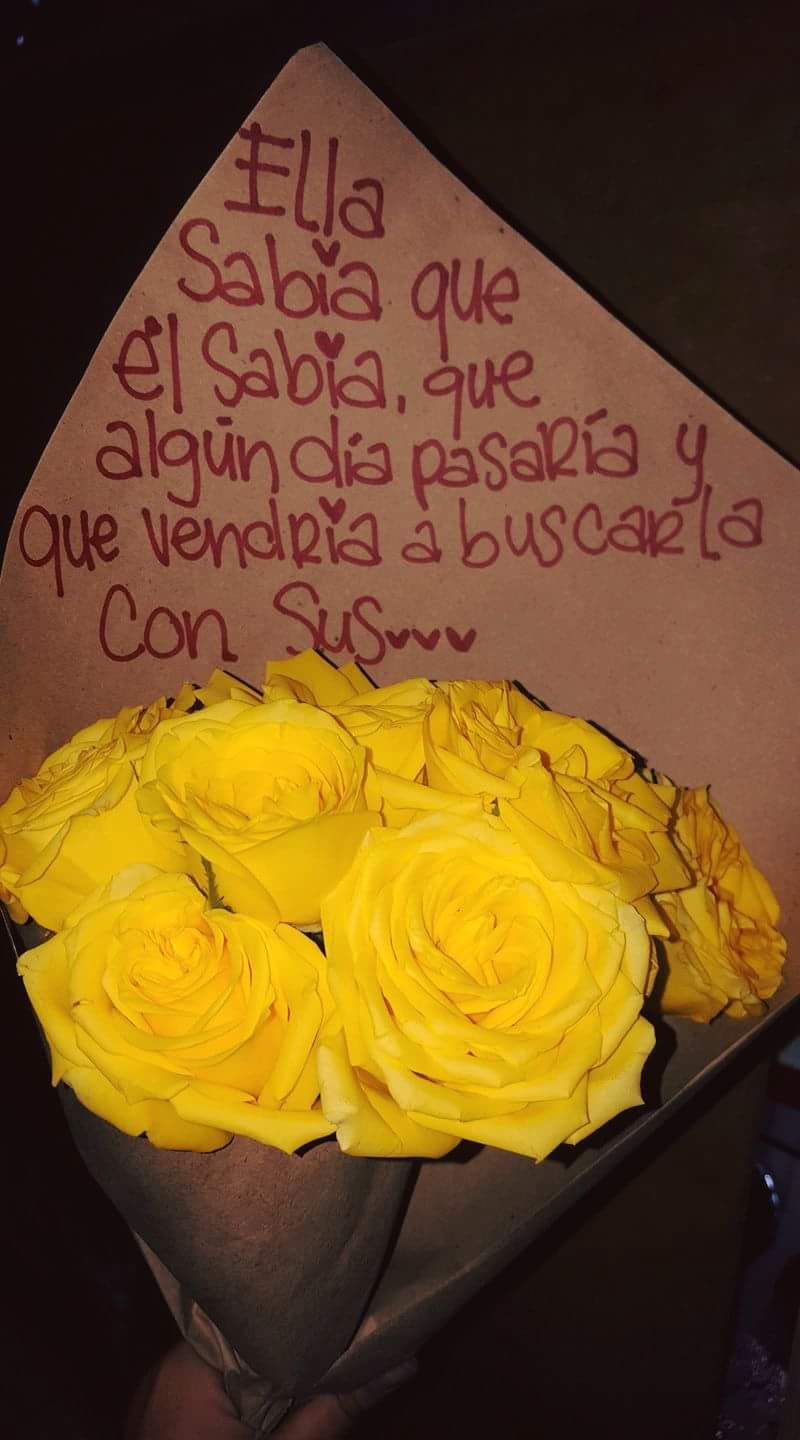 Ella
Sabia que
él Sabia, que
algún día pasaría y
que vendria a buscarla
Con Sus